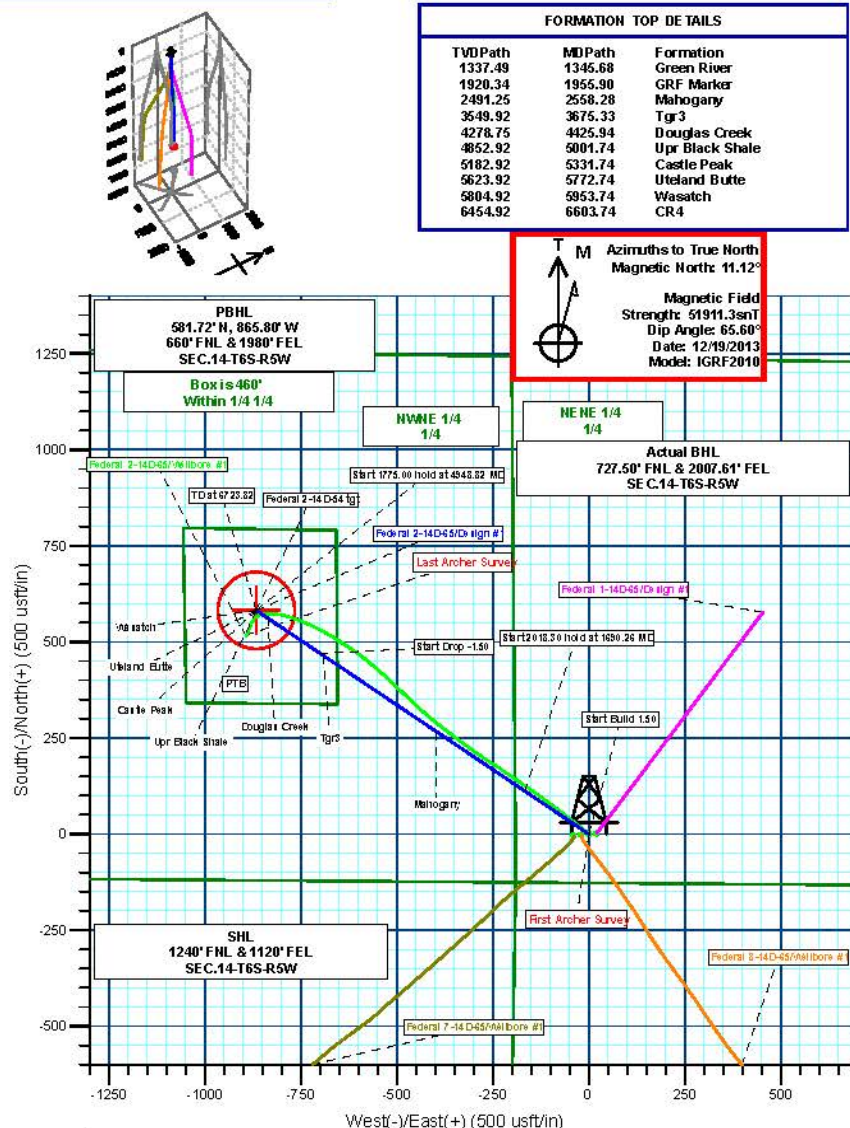 FORMATION TOP DETAILS
TVDPath MDPath Formation
1337.49 1345.68 Green River
1920.34 1955.90 GRF Marker
2491.25 2558.28 Mahogany
3549.92 3675.33 Tgr3
4278.75 4425.94 Douglas Creek
4852.92 5001.74 Upr Black Shale
5182.92 5331.74 Castle Peak
5623.92 5772.74 Uteland Butte
5804.92 5953.74 Wasatch
6454.92 6603.74 CR4
T
M
Azimuths to True North
Magnetic North: 11.12°
Magnetic Field
Strength: 51911.3snT
Dip Angle: 65.60°
Date: 12/19/2013
Model: IGRF2010
PBHL
581.72' N, 865.80' W
660' FNL & 1980' FEL
SEC.14-T6S-R5W
Box is 460'
Within 1/4 1/4
NWNE 1/4
1/4
NENE 1/4
1/4
Actual BHL
727.50' FNL & 2007.61' FEL
SEC.14-T6S-R5W
Federal 2-14D-65/Wellbore #1
Start 1775.00 hold at 4948.82 MD
TD at 6723.82
Federal 2-14D-54 tgt
Federal 2-14D-65/Design #1
Last Archer Survey
Federal 1-14D-65/Design #1
Wasatch
Start Drop -1.50
Start 2018.30 hold at 1690.26 MD
Uteland Butte
PTB
Castle Peak
Start Build 1.50
Upr Black Shale
Douglas Creek
Tgr3
Mahogany
First Archer Survey
SHL
1240' FNL & 1120' FEL
SEC.14-T6S-R5W
Federal 8-14D-65/Wellbore #1
Federal 7-14D-65/Wellbore #1
1250
1000
750
500
250
0
-250
-500
South(-)/North(+) (500 usft/in)
-1250 -1000 -750 -500 -250 0 250 500
West(-)/East(+) (500 usft/in)